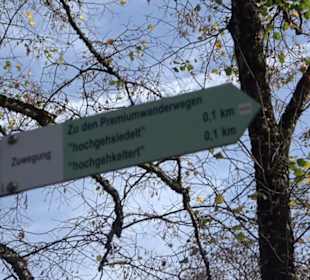 Zuwegung
Zu den Premiumwanderwegen
"hochgehsiedelt" 0,1 km
"hochgehkeltert" 0,1 km